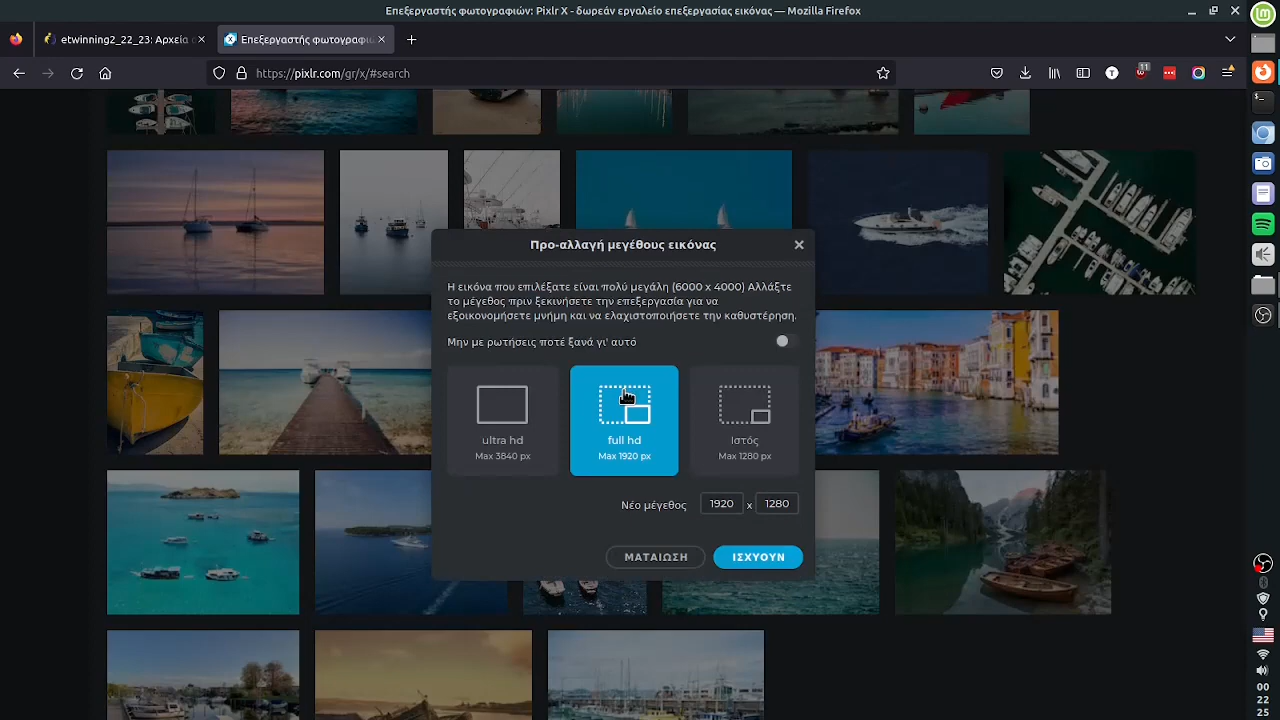 Επεξεργαστής φωτογραφιών: Pixlr X - δωρεάν εργαλείο επεξεργασίας εικόνας — Mozilla Firefox
etwinning2_22_23: Αρχεία
Επεξεργαστής φωτογραφι
https://pixlr.com/gr/x/#search
11
Προ-αλλαγή μεγέθους εικόνας
Η εικόνα που επιλέξατε είναι πολύ μεγάλη (6000 x 4000) Αλλάξτε
το μέγεθος πριν ξεκινήσετε την επεξεργασία για να
εξοικονομήσετε μνήμη και να ελαχιστοποιήσετε την καθυστέρηση.
Μην με ρωτήσεις ποτέ ξανά γι' αυτό
ultra hd
Max 3840 px
full hd
Max 1920 px
Ιστός
Max 1280 px
Νέο μέγεθος 1920 x 1280
ΜΑΤΑΙΩΣΗ
ΙΣΧΥΟΥΝ
00
22
25